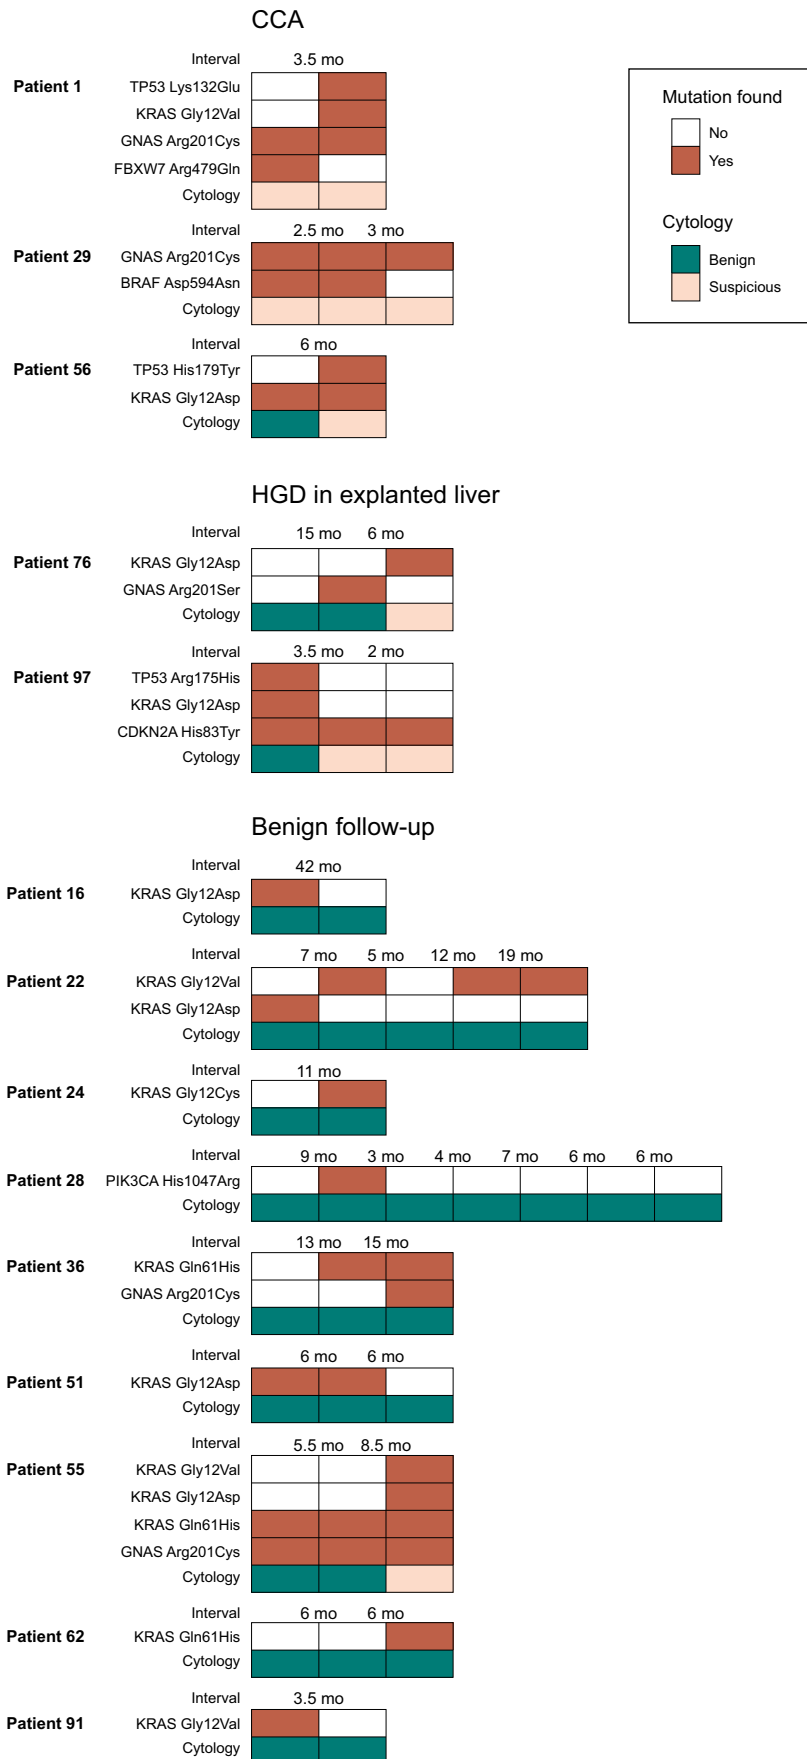 CCA
Interval 3.5 mo
Patient 1 TP53 Lys132Glu
KRAS Gly12Val
GNAS Arg201Cys
FBXW7 Arg479Gln
Cytology
Mutation found
No
Yes
Cytology
Benign
Suspicious
Interval 2.5 mo 3 mo
Patient 29 GNAS Arg201Cys
BRAF Asp594Asn
Cytology
Interval 6 mo
Patient 56 TP53 His179Tyr
KRAS Gly12Asp
Cytology
HGD in explanted liver
Interval 15 mo 6 mo
Patient 76 KRAS Gly12Asp
GNAS Arg201Ser
Cytology
Interval 3.5 mo 2 mo
Patient 97 TP53 Arg175His
KRAS Gly12Asp
CDKN2A His83Tyr
Cytology
Benign follow-up
Interval 42 mo
Patient 16 KRAS Gly12Asp
Cytology
Interval 7 mo 5 mo 12 mo 19 mo
Patient 22 KRAS Gly12Val
KRAS Gly12Asp
Cytology
Interval 11 mo
Patient 24 KRAS Gly12Cys
Cytology
Interval 9 mo 3 mo 4 mo 7 mo 6 mo 6 mo
Patient 28 PIK3CA His1047Arg
Cytology
Interval 13 mo 15 mo
Patient 36 KRAS Gln61His
GNAS Arg201Cys
Cytology
Interval 6 mo 6 mo
Patient 51 KRAS Gly12Asp
Cytology
Interval 5.5 mo 8.5 mo
Patient 55 KRAS Gly12Val
KRAS Gly12Asp
KRAS Gln61His
GNAS Arg201Cys
Cytology
Interval 6 mo 6 mo
Patient 62 KRAS Gln61His
Cytology
Interval 3.5 mo
Patient 91 KRAS Gly12Val
Cytology